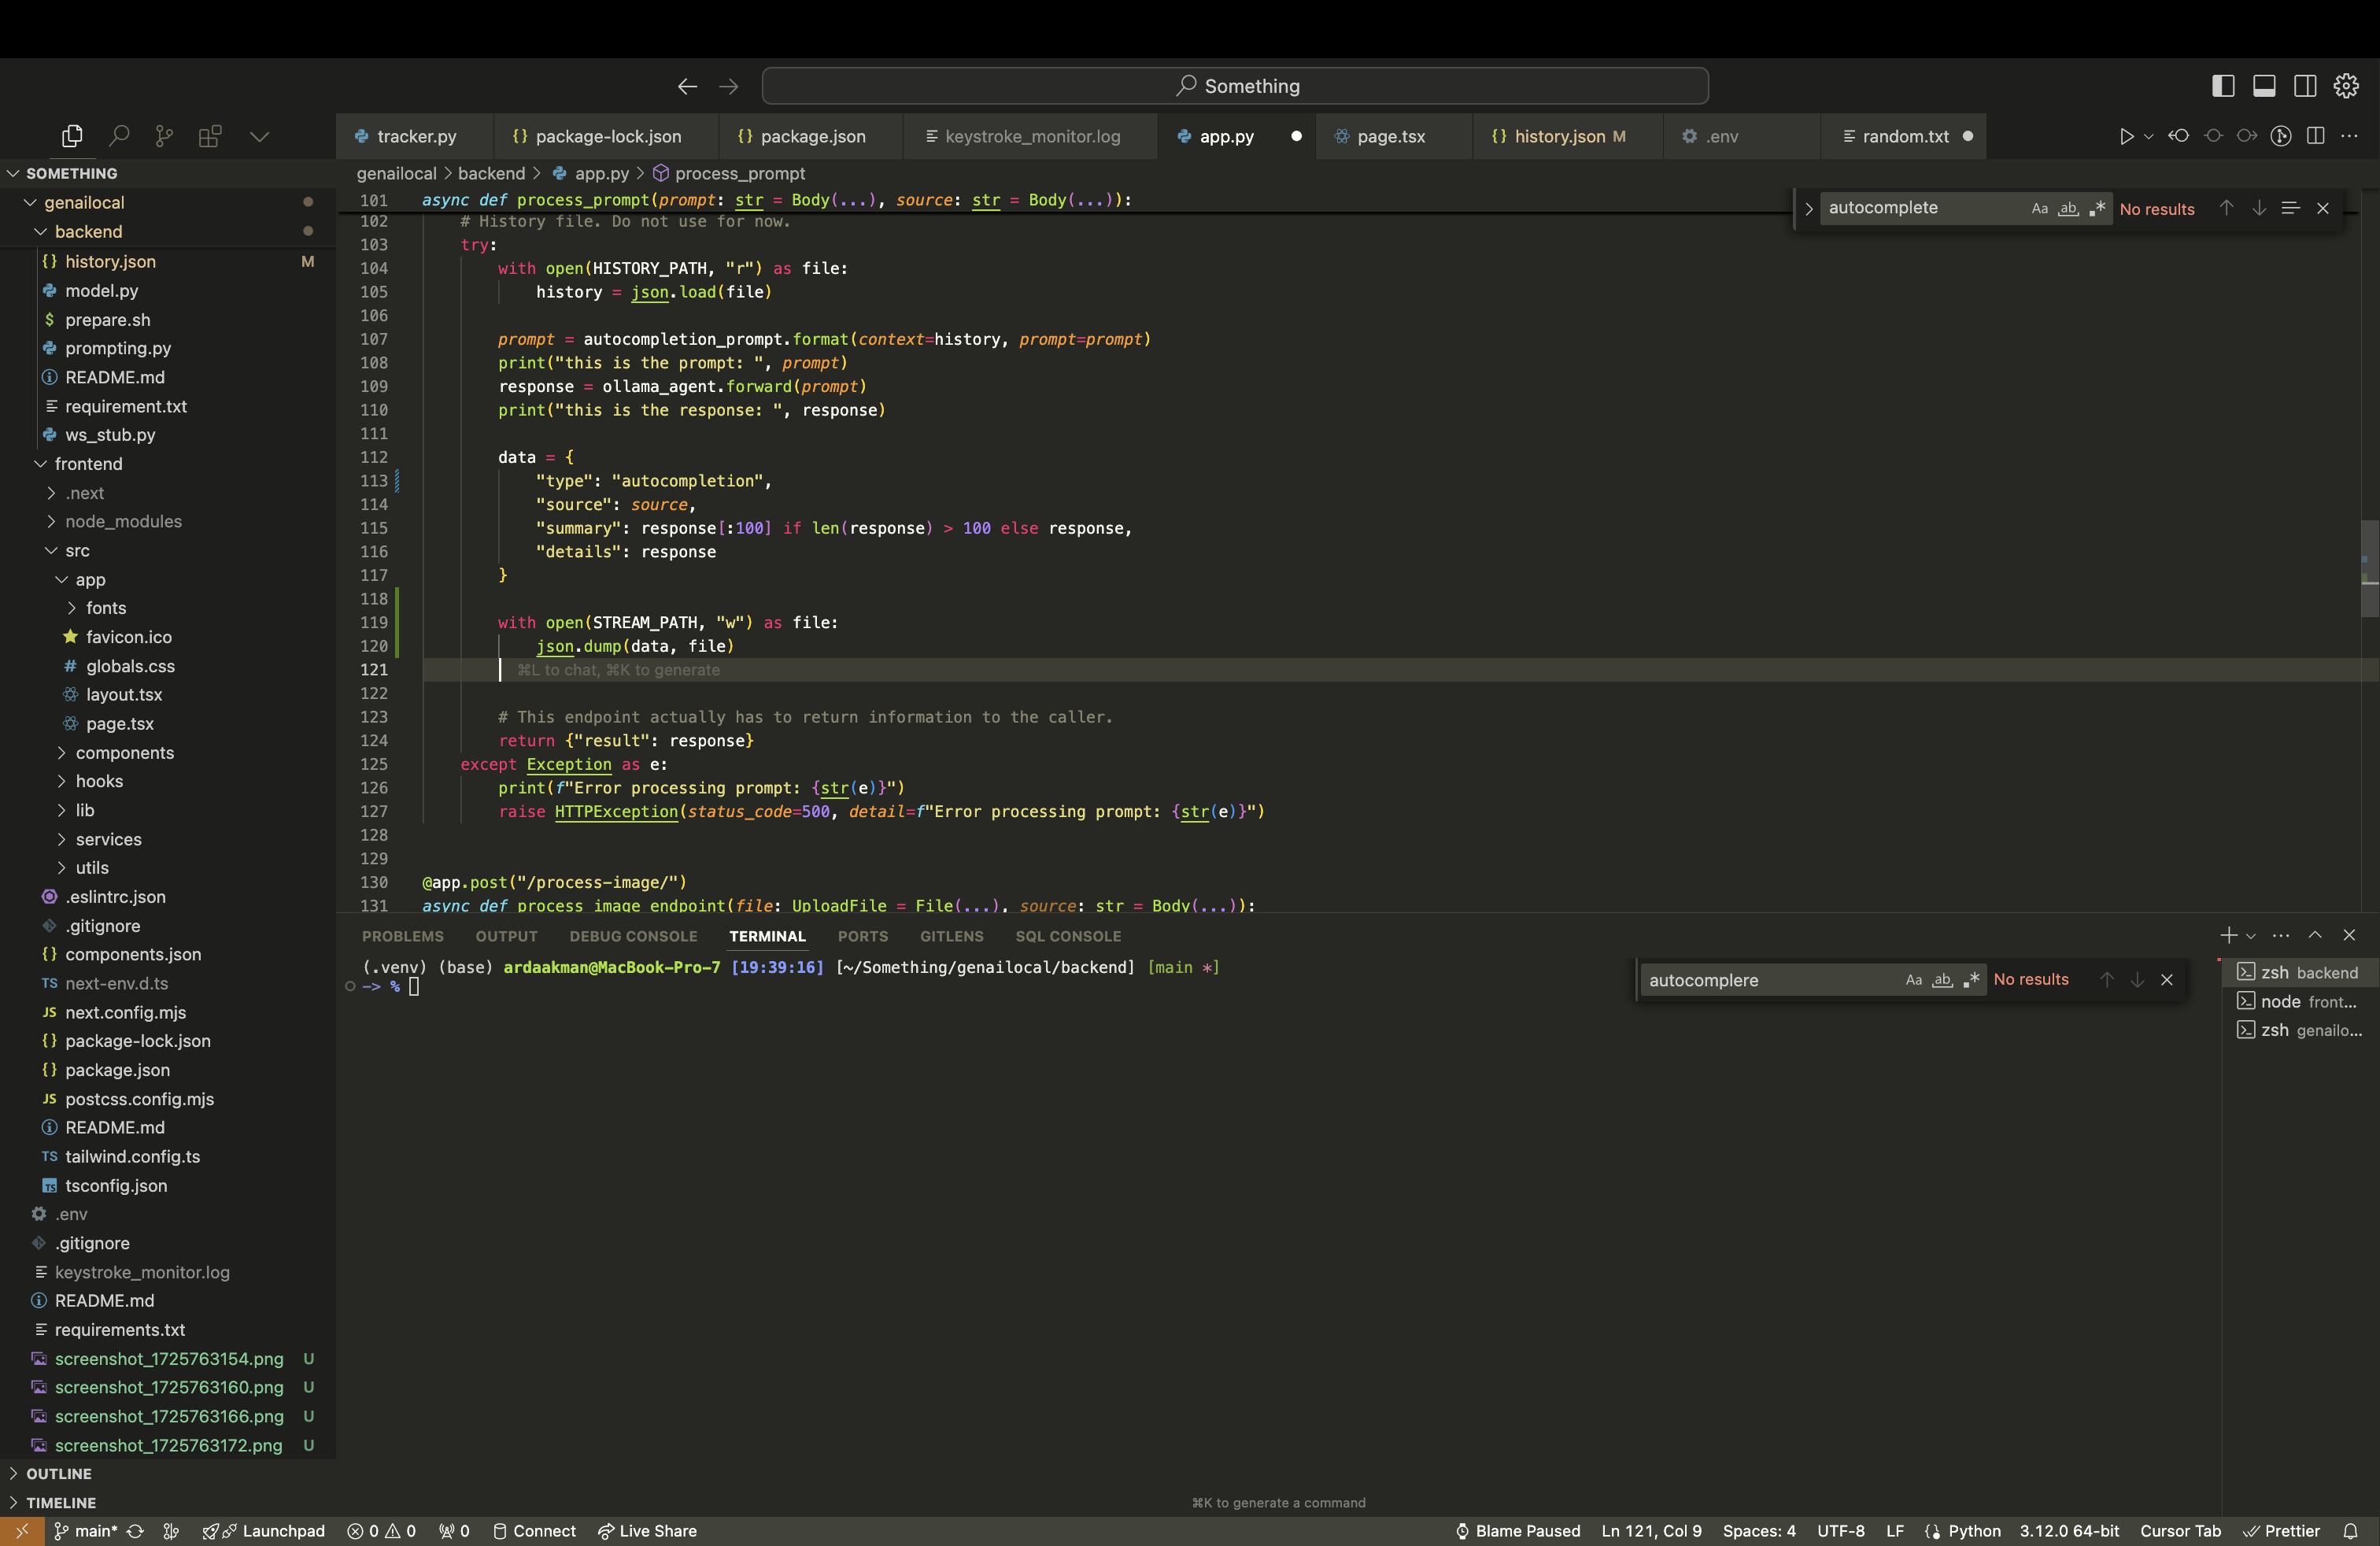 Something
tracker.py
package-lock.json
package.json
keystroke_monitor.log
app.py
page.tsx
history.json M
.env
random.txt
SOMETHING
genailocal
backend
history.json M
model.py
prepare.sh
prompting.py
README.md
requirement.txt
ws_stub.py
frontend
.next
node_modules
src
app
fonts
favicon.ico
globals.css
layout.tsx
page.tsx
components
hooks
lib
services
utils
.eslintrc.json
.gitignore
components.json
next-env.d.ts
next.config.mjs
package-lock.json
package.json
postcss.config.mjs
README.md
tailwind.config.ts
tsconfig.json
.env
.gitignore
keystroke_monitor.log
README.md
requirements.txt
screenshot_1725763154.png U
screenshot_1725763160.png U
screenshot_1725763166.png U
screenshot_1725763172.png U
OUTLINE
TIMELINE
genailocal > backend > app.py > process_prompt
autocomplete Aa ab No results
101 async def process_prompt(prompt: str = Body(...), source: str = Body(...)):
102 # History file. Do not use for now.
103 try:
104 with open(HISTORY_PATH, "r") as file:
105 history = json.load(file)
106
107 prompt = autocompletion_prompt.format(context=history, prompt=prompt)
108 print("this is the prompt: ", prompt)
109 response = ollama_agent.forward(prompt)
110 print("this is the response: ", response)
111
112 data = {
113 "type": "autocompletion",
114 "source": source,
115 "summary": response[:100] if len(response) > 100 else response,
116 "details": response
117 }
118
119 with open(STREAM_PATH, "w") as file:
120 json.dump(data, file)
121 ⌘L to chat, ⌘K to generate
122
123 # This endpoint actually has to return information to the caller.
124 return {"result": response}
125 except Exception as e:
126 print(f"Error processing prompt: {str(e)}")
127 raise HTTPException(status_code=500, detail=f"Error processing prompt: {str(e)}")
128
129
130 @app.post("/process-image/")
131 async def process_image_endpoint(file: UploadFile = File(...), source: str = Body(...)):
PROBLEMS OUTPUT DEBUG CONSOLE TERMINAL PORTS GITLENS SQL CONSOLE
(.venv) (base) ardaakman@MacBook-Pro-7 [19:39:16] [~/Something/genailocal/backend] [main *]
-> %
autocomplere Aa ab No results
zsh backend
node front...
zsh genailo...
⌘K to generate a command
main* Launchpad 0 0 0 Connect Live Share Blame Paused Ln 121, Col 9 Spaces: 4 UTF-8 LF Python 3.12.0 64-bit Cursor Tab Prettier